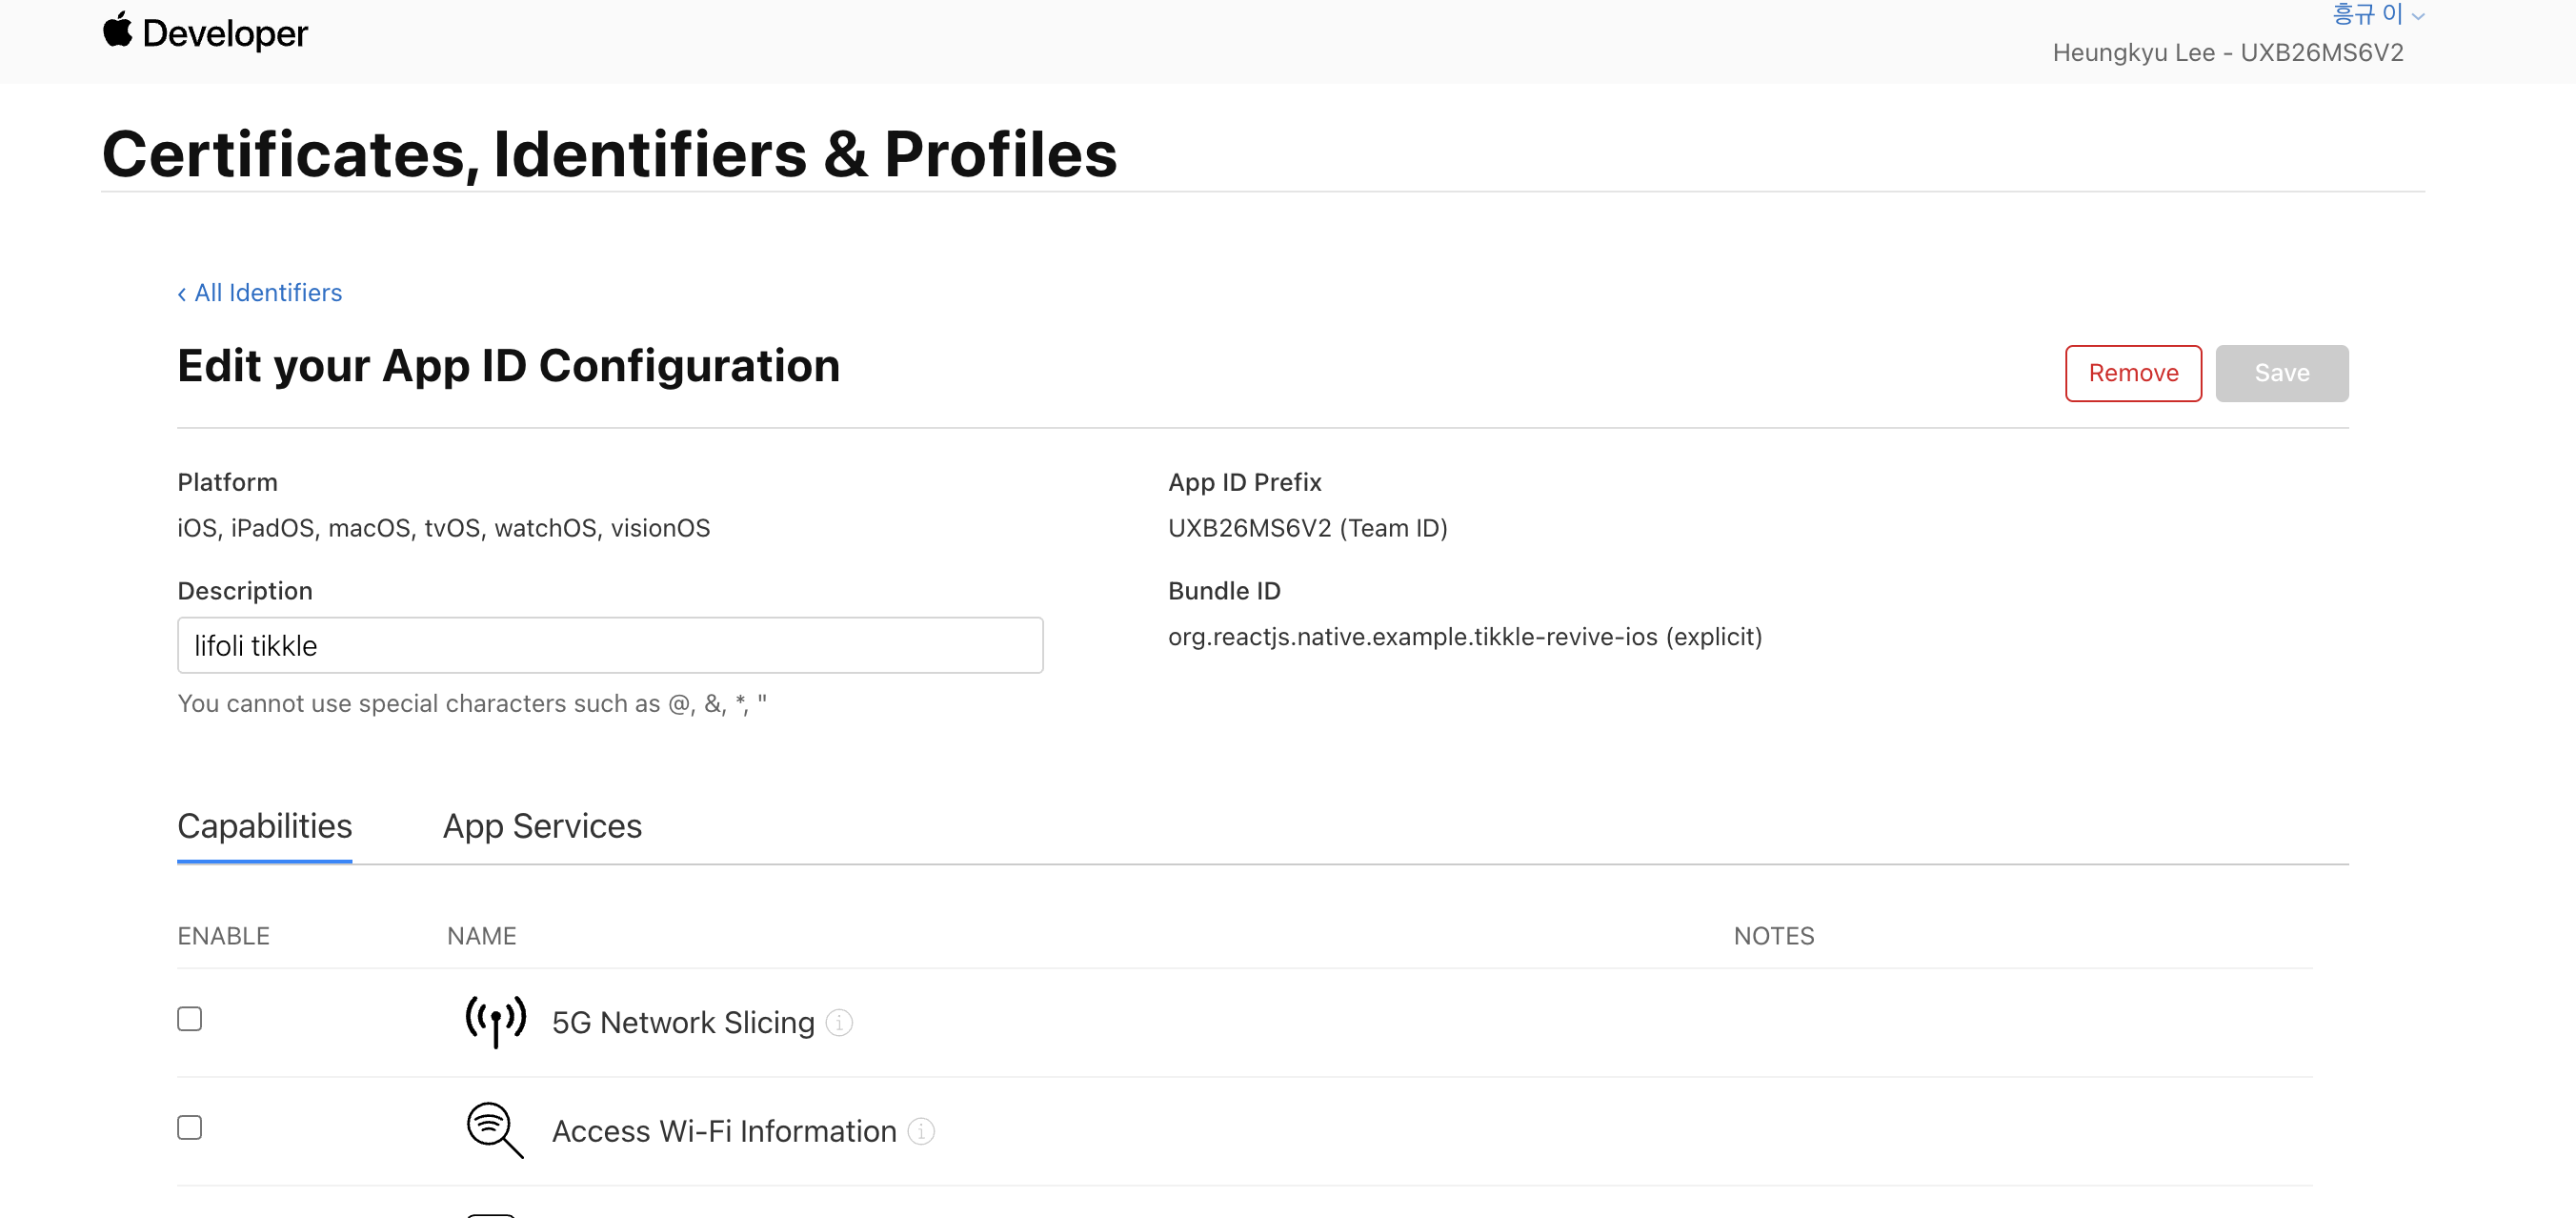 Developer
흥규 이
Heungkyu Lee - UXB26MS6V2
Certificates, Identifiers & Profiles
‹ All Identifiers
Edit your App ID Configuration
Remove
Save
Platform
iOS, iPadOS, macOS, tvOS, watchOS, visionOS
App ID Prefix
UXB26MS6V2 (Team ID)
Description
lifoli tikkle
You cannot use special characters such as @, &, *, "
Bundle ID
org.reactjs.native.example.tikkle-revive-ios (explicit)
Capabilities
App Services
ENABLE NAME NOTES
5G Network Slicing
Access Wi-Fi Information